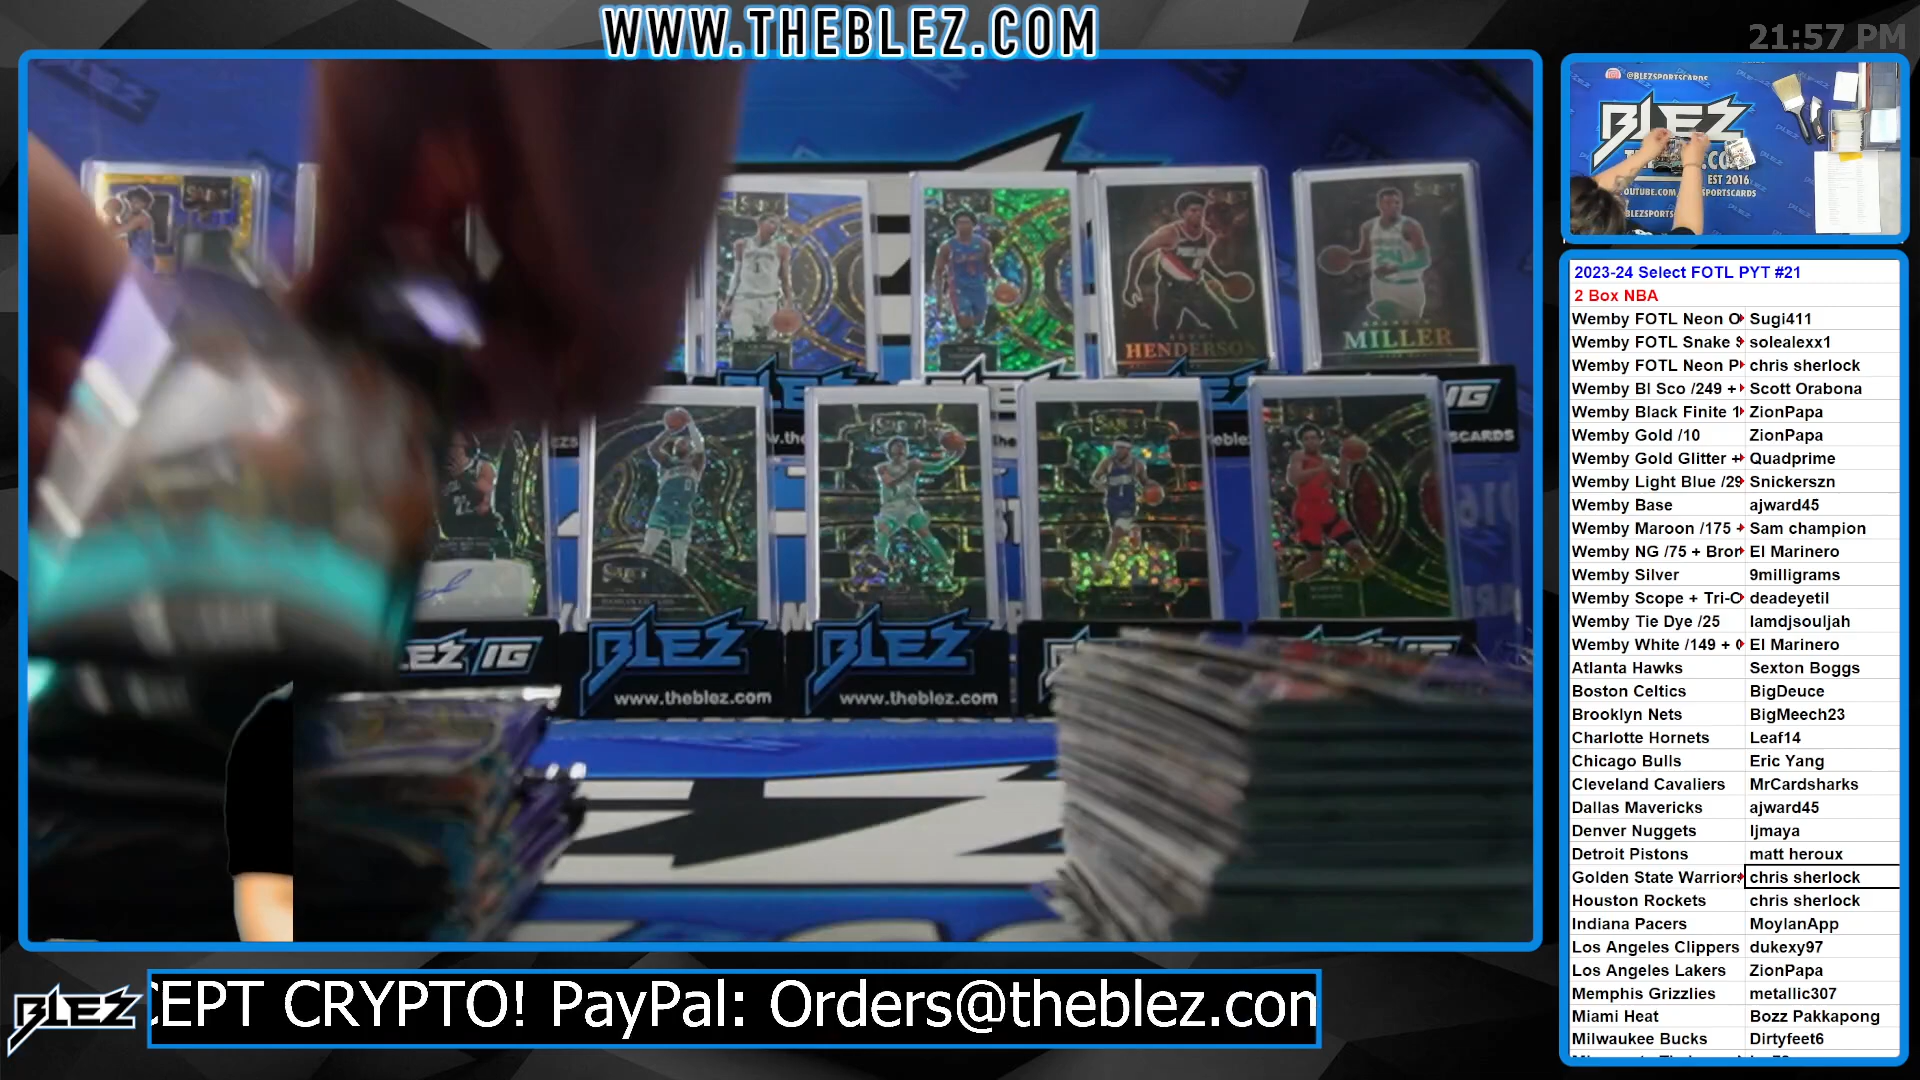 WWW.THEBLEZ.COM
21:57 PM
@BLEZSPORTSCARDS
BLEZ
EST 2016
2023-24 Select FOTL PYT #21
2 Box NBA
Wemby FOTL Neon O Sugi411
Wemby FOTL Snake S solealexx1
Wemby FOTL Neon P chris sherlock
Wemby Bl Sco /249 + Scott Orabona
Wemby Black Finite 1 ZionPapa
Wemby Gold /10 ZionPapa
Wemby Gold Glitter + Quadprime
Wemby Light Blue /29 Snickerszn
Wemby Base ajward45
Wemby Maroon /175 + Sam champion
Wemby NG /75 + Bron El Marinero
Wemby Silver 9milligrams
Wemby Scope + Tri-C deadeyetil
Wemby Tie Dye /25 Iamdjsouljah
Wemby White /149 + El Marinero
Atlanta Hawks Sexton Boggs
Boston Celtics BigDeuce
Brooklyn Nets BigMeech23
Charlotte Hornets Leaf14
Chicago Bulls Eric Yang
Cleveland Cavaliers MrCardsharks
Dallas Mavericks ajward45
Denver Nuggets ljmaya
Detroit Pistons matt heroux
Golden State Warriors chris sherlock
Houston Rockets chris sherlock
Indiana Pacers MoylanApp
Los Angeles Clippers dukexy97
Los Angeles Lakers ZionPapa
Memphis Grizzlies metallic307
Miami Heat Bozz Pakkapong
Milwaukee Bucks Dirtyfeet6
HENDERSON
MILLER
SELECT
BLEZ
www.theblez.com
BLEZ
www.theblez.com
BLEZ
CEPT CRYPTO! PayPal: Orders@theblez.com